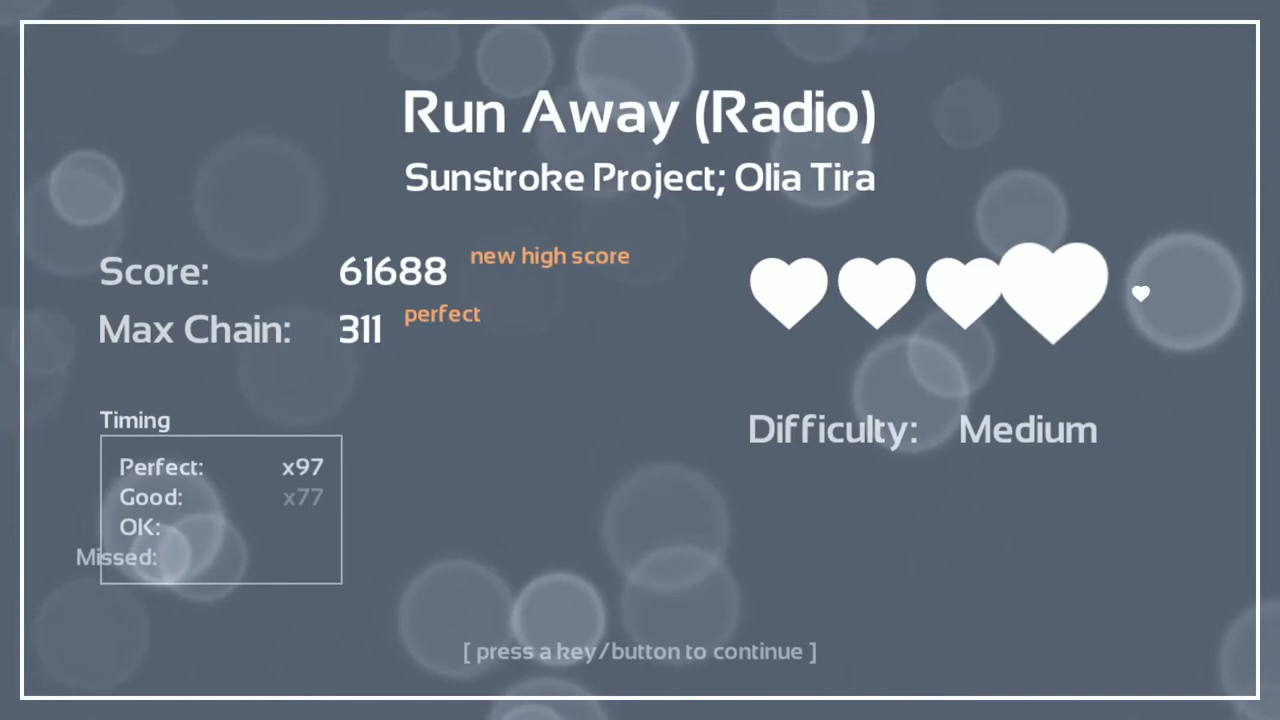 Run Away (Radio)
Sunstroke Project; Olia Tira
Score: 61688 new high score
Max Chain: 311 perfect
Timing
Perfect: x97
Good: x77
OK:
Missed:
Difficulty: Medium
[ press a key/button to continue ]